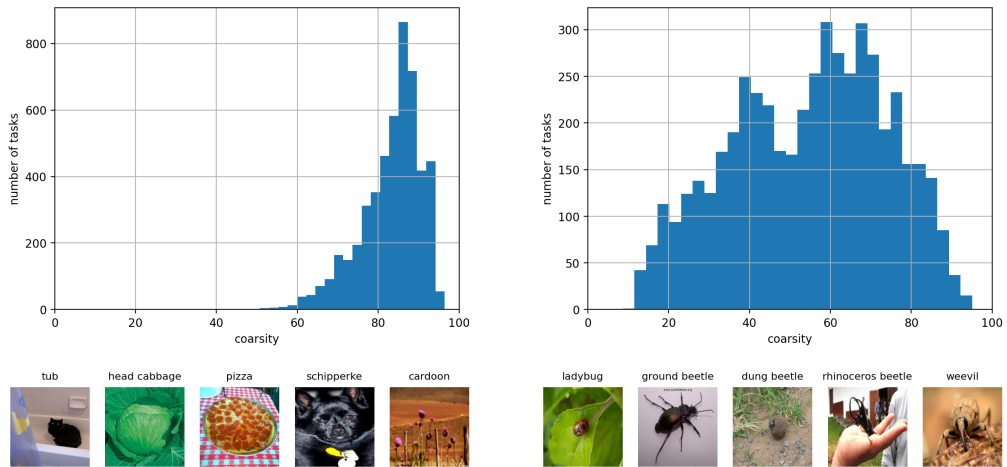 800
600
400
200
0
number of tasks
0 20 40 60 80 100
coarsity
300
250
200
150
100
50
0
number of tasks
0 20 40 60 80 100
coarsity
tub head cabbage pizza schipperke cardoon
ladybug ground beetle dung beetle rhinoceros beetle weevil